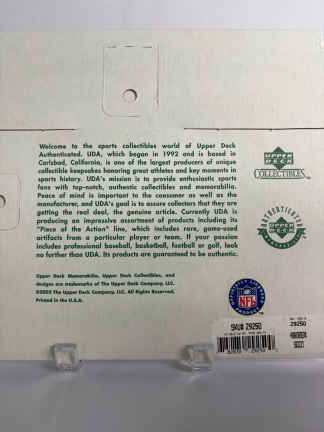 Welcome to the sports collectibles world of Upper Deck
Authenticated. UDA, which began in 1992 and is based in
Carlsbad, California, is one of the largest producers of unique
collectible keepsakes honoring great athletes and key moments in
sports history. UDA's mission is to provide enthusiastic sports
fans with top-notch, authentic collectibles and memorabilia.
Peace of mind is important to the consumer as well as the
manufacturer, and UDA's goal is to assure collectors that they are
getting the real deal, the genuine article. Currently UDA is
producing an impressive assortment of products including its
"Piece of the Action" line, which includes rare, game-used
artifacts from a particular player or team. If your passion
includes professional baseball, basketball, football or golf, look
no further than UDA. Its products are guaranteed to be authentic.
UPPER
DECK
COLLECTIBLES
AUTHENTICATED
UPPER
DECK
Upper Deck Memorabilia, Upper Deck Collectibles, and
designs are trademarks of The Upper Deck Company, LLC.
©2002 The Upper Deck Company, LLC. All Rights Reserved.
Printed in the U.S.A.
NFL
SKU# 29250
29250